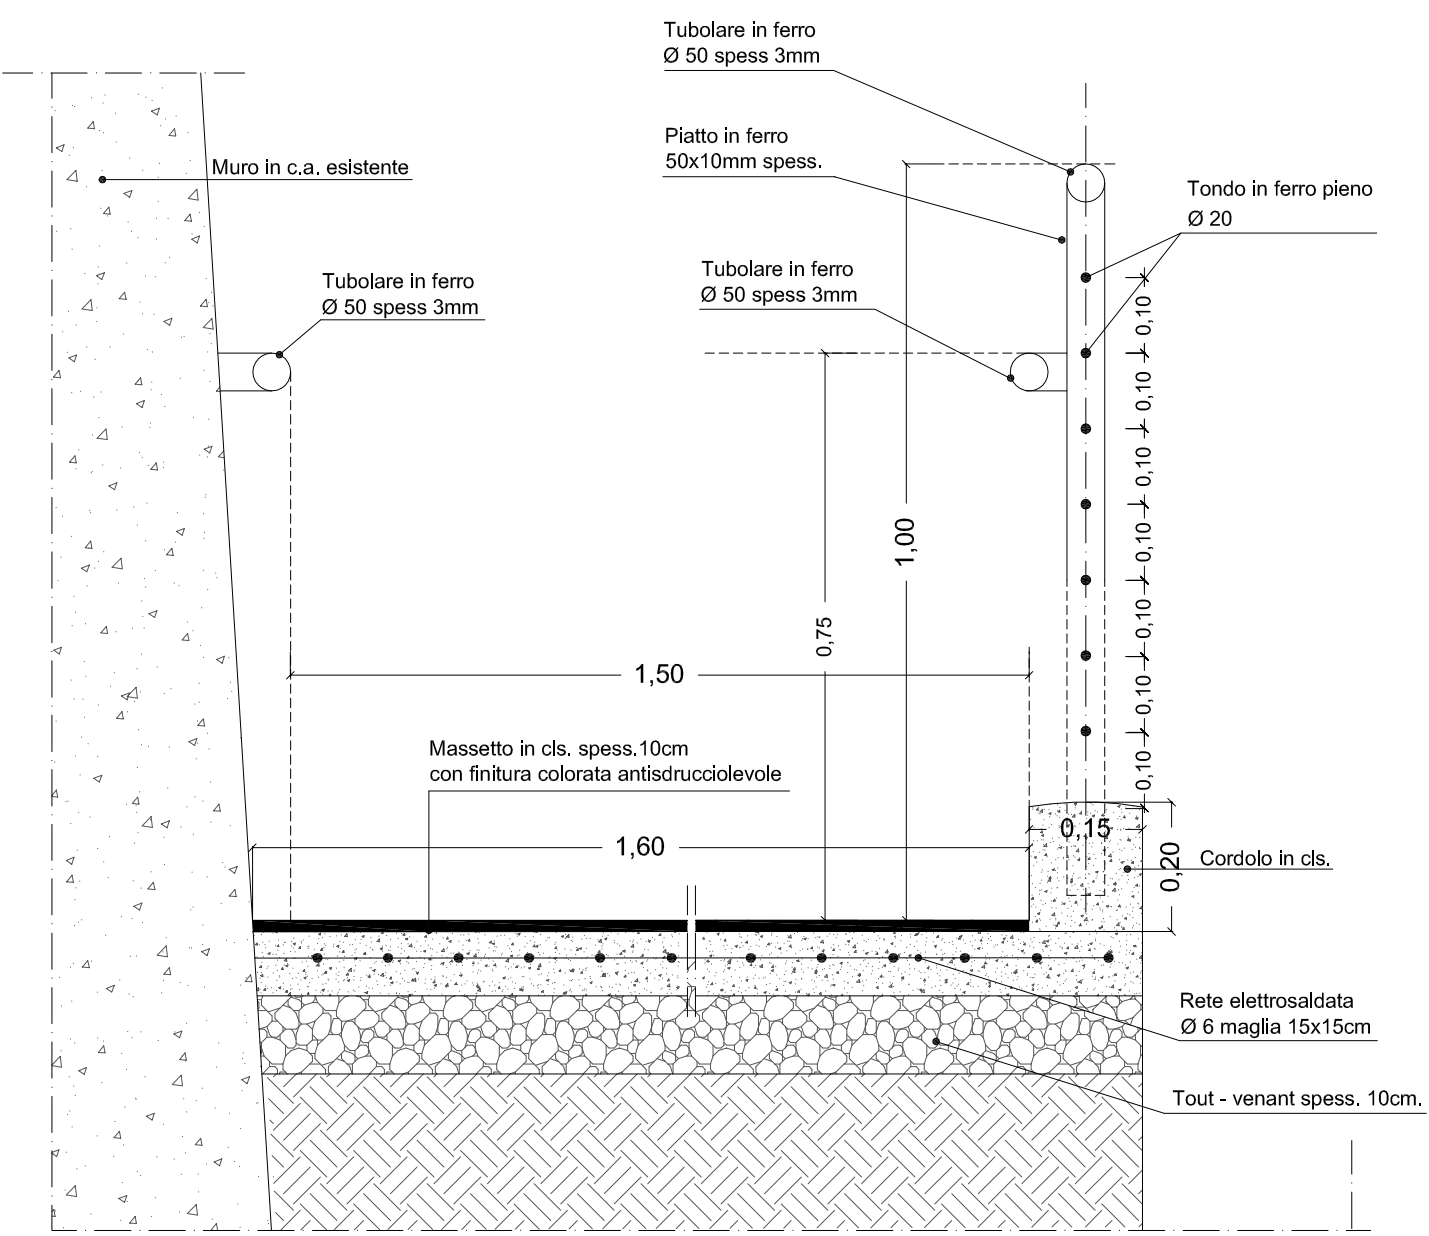 Tubolare in ferro
Ø 50 spess 3mm
Piatto in ferro
50x10mm spess.
Muro in c.a. esistente
Tondo in ferro pieno
Ø 20
Tubolare in ferro
Ø 50 spess 3mm
Tubolare in ferro
Ø 50 spess 3mm
0,10
0,10
0,10
0,10
0,10
0,10
0,10
1,00
0,75
1,50
Massetto in cls. spess.10cm
con finitura colorata antisdrucciolevole
1,60
0,15
0,20
Cordolo in cls.
Rete elettrosaldata
Ø 6 maglia 15x15cm
Tout - venant spess. 10cm.